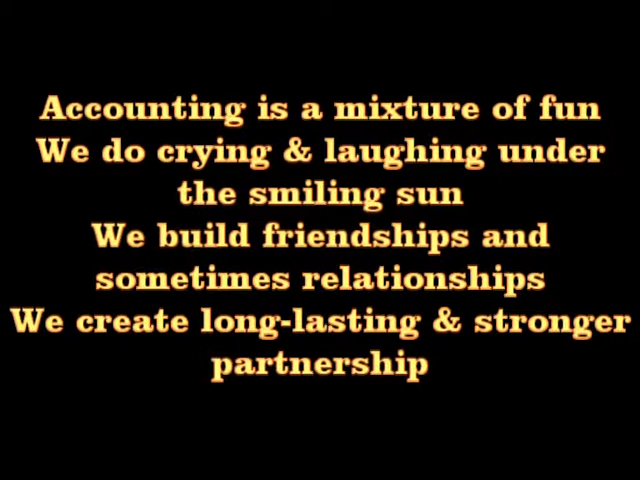 Accounting is a mixture of fun
We do crying & laughing under
the smiling sun
We build friendships and
sometimes relationships
We create long-lasting & stronger
partnership